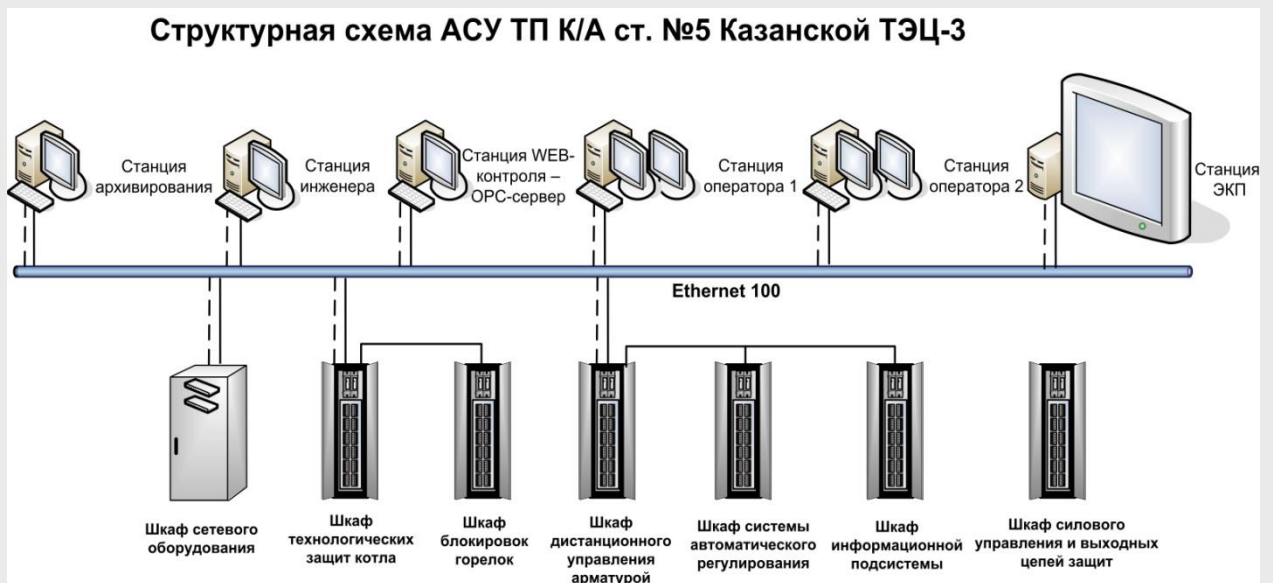 Структурная схема АСУ ТП К/А ст. №5 Казанской ТЭЦ-3
Станция
архивирования
Станция
инженера
Станция WEB-
контроля –
OPC-сервер
Станция
оператора 1
Станция
оператора 2
Станция
ЭКП
Ethernet 100
Шкаф сетевого
оборудования
Шкаф
технологических
защит котла
Шкаф
блокировок
горелок
Шкаф
дистанционного
управления
арматурой
Шкаф системы
автоматического
регулирования
Шкаф
информационной
подсистемы
Шкаф силового
управления и выходных
цепей защит